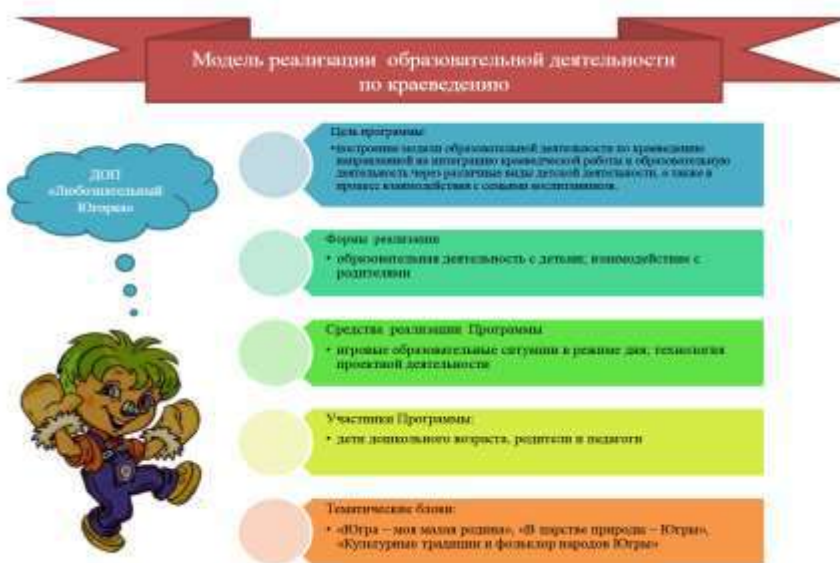 Модель реализации образовательной деятельности
по краеведению
ДОП
«Любознательный
Югорка»
Цель программы:
•построение модели образовательной деятельности по краеведению
направленной на интеграцию краеведческой работы в образовательную
деятельность через различные виды детской деятельности, а также в
процесс взаимодействия с семьями воспитанников.
Формы реализации
• образовательная деятельность с детьми; взаимодействие с
родителями
Средства реализации Программы
• игровые образовательные ситуации в режиме дня; технология
проектной деятельности
Участники Программы:
• дети дошкольного возраста, родители и педагоги
Тематические блоки:
• «Югра – моя малая родина», «В царстве природы – Югры»,
«Культурные традиции и фольклор народов Югры»